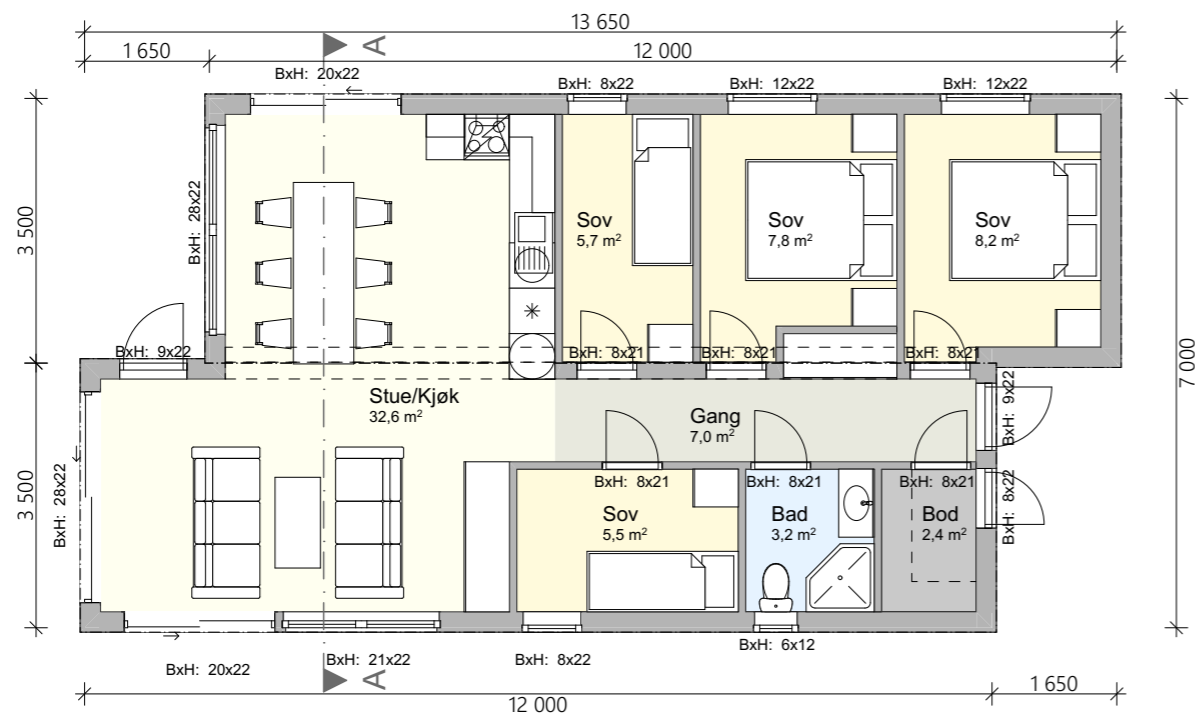 13 650
1 650
12 000
A
BxH: 20x22
BxH: 8x22
BxH: 12x22
BxH: 12x22
3 500
BxH: 28x22
Sov
5,7 m²
Sov
7,8 m²
Sov
8,2 m²
BxH: 9x22
BxH: 8x21
BxH: 8x21
BxH: 8x21
7 000
Stue/Kjøk
32,6 m²
Gang
7,0 m²
BxH: 9x22
3 500
BxH: 28x22
BxH: 8x21
BxH: 8x21
BxH: 8x21
BxH: 8x22
Sov
5,5 m²
Bad
3,2 m²
Bod
2,4 m²
BxH: 20x22
BxH: 21x22
BxH: 8x22
BxH: 6x12
A
12 000
1 650